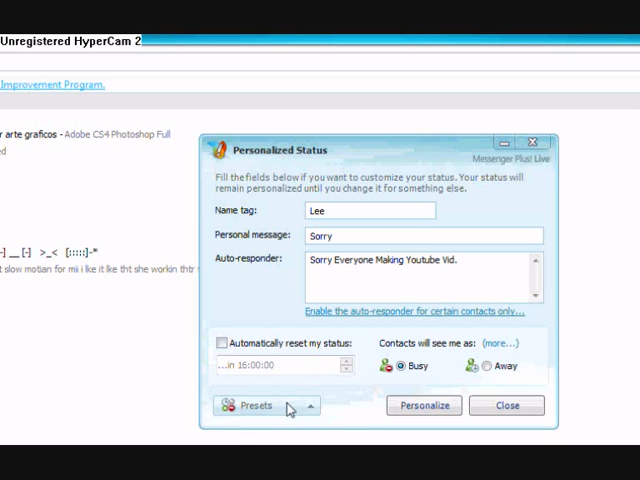 Unregistered HyperCam 2
Improvement Program.
r arte graficos - Adobe CS4 Photoshop Full
ed
Personalized Status
Messenger Plus! Live
Fill the fields below if you want to customize your status. Your status will
remain personalized until you change it for something else.
Name tag: Lee
Personal message: Sorry
Auto-responder: Sorry Everyone Making Youtube Vid.
-] __ [-] >_< [:::::]-*
t slow motian for mii i lke it lke tht she workin thtr
Enable the auto-responder for certain contacts only...
Automatically reset my status: Contacts will see me as: (more...)
...in 16:00:00 Busy Away
Presets Personalize Close